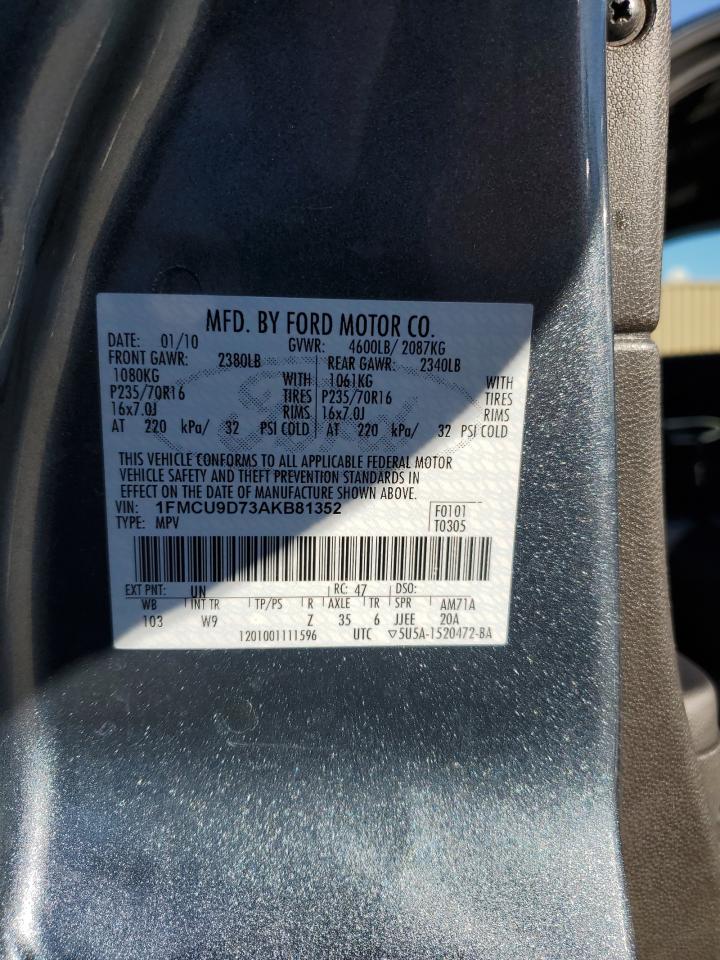 MFD. BY FORD MOTOR CO.
DATE: 01/10 GVWR: 4600LB/ 2087KG
FRONT GAWR: 2380LB REAR GAWR: 2340LB
1080KG WITH 1061KG WITH
P235/70R16 TIRES P235/70R16 TIRES
16x7.0J RIMS 16x7.0J RIMS
AT 220 kPa/ 32 PSI COLD AT 220 kPa/ 32 PSI COLD
THIS VEHICLE CONFORMS TO ALL APPLICABLE FEDERAL MOTOR
VEHICLE SAFETY AND THEFT PREVENTION STANDARDS IN
EFFECT ON THE DATE OF MANUFACTURE SHOWN ABOVE.
VIN: 1FMCU9D73AKB81352 F0101
TYPE: MPV T0305
EXT PNT: UN RC: 47 DSO:
WB INT TR TP/PS R AXLE TR SPR AM71A
103 W9 Z 35 6 JJEE 20A
1201001111596 UTC ▽5U5A-1520472-BA